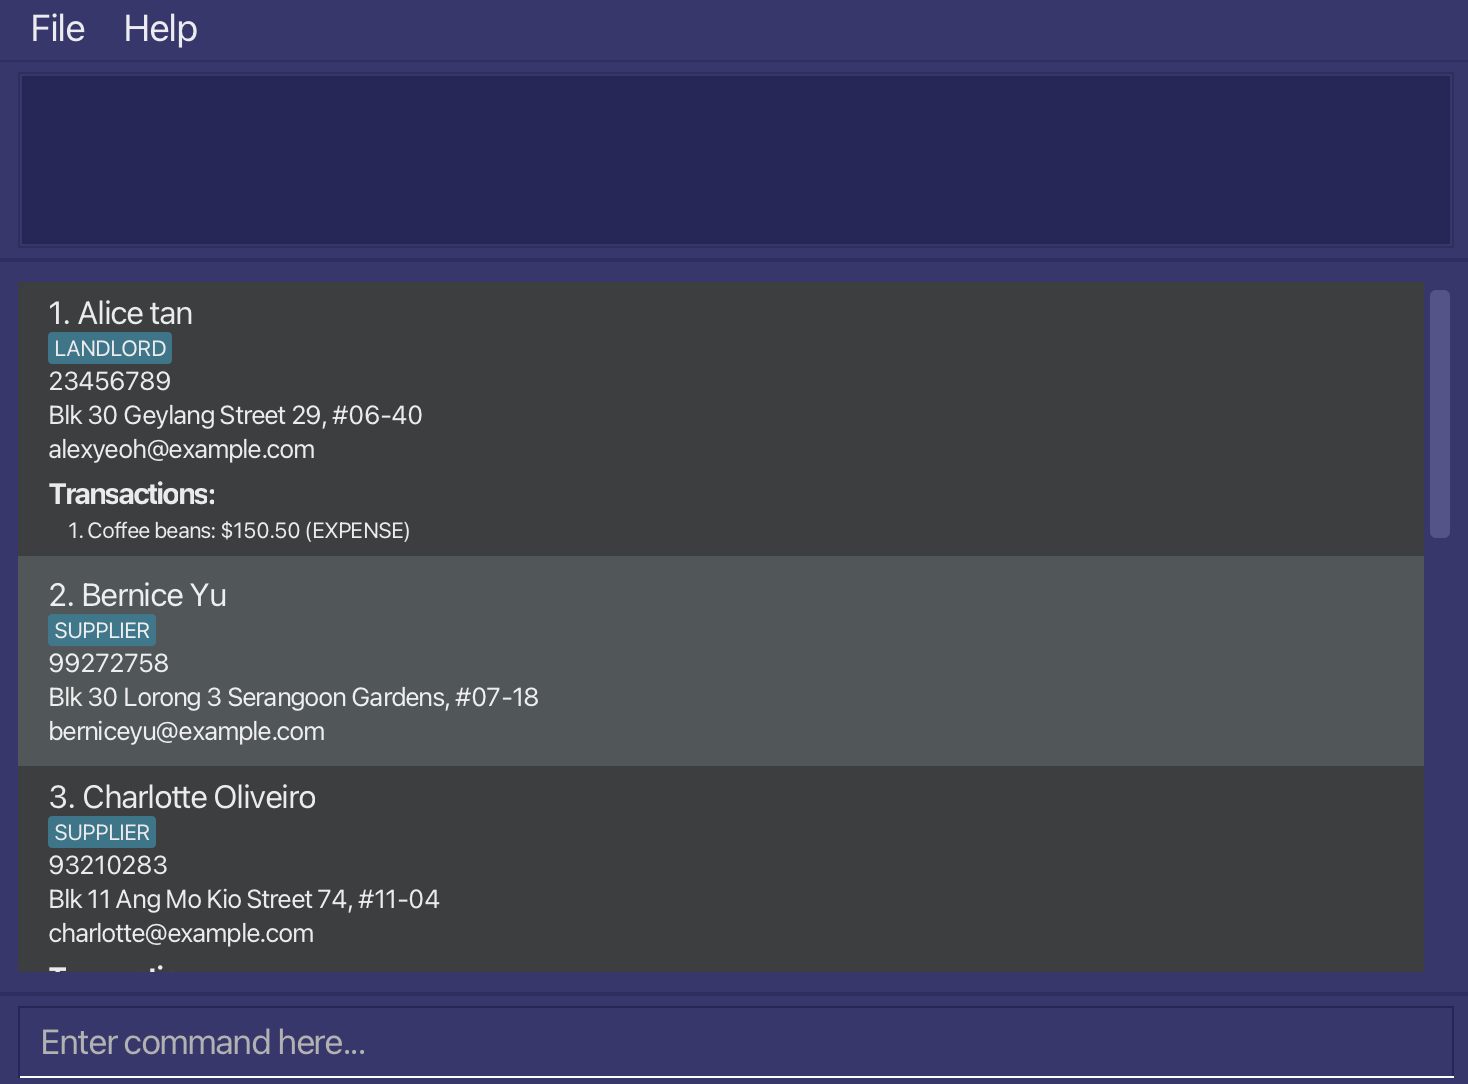 File Help
1. Alice tan
LANDLORD
23456789
Blk 30 Geylang Street 29, #06-40
alexyeoh@example.com
Transactions:
1. Coffee beans: $150.50 (EXPENSE)
2. Bernice Yu
SUPPLIER
99272758
Blk 30 Lorong 3 Serangoon Gardens, #07-18
berniceyu@example.com
3. Charlotte Oliveiro
SUPPLIER
93210283
Blk 11 Ang Mo Kio Street 74, #11-04
charlotte@example.com
Enter command here...